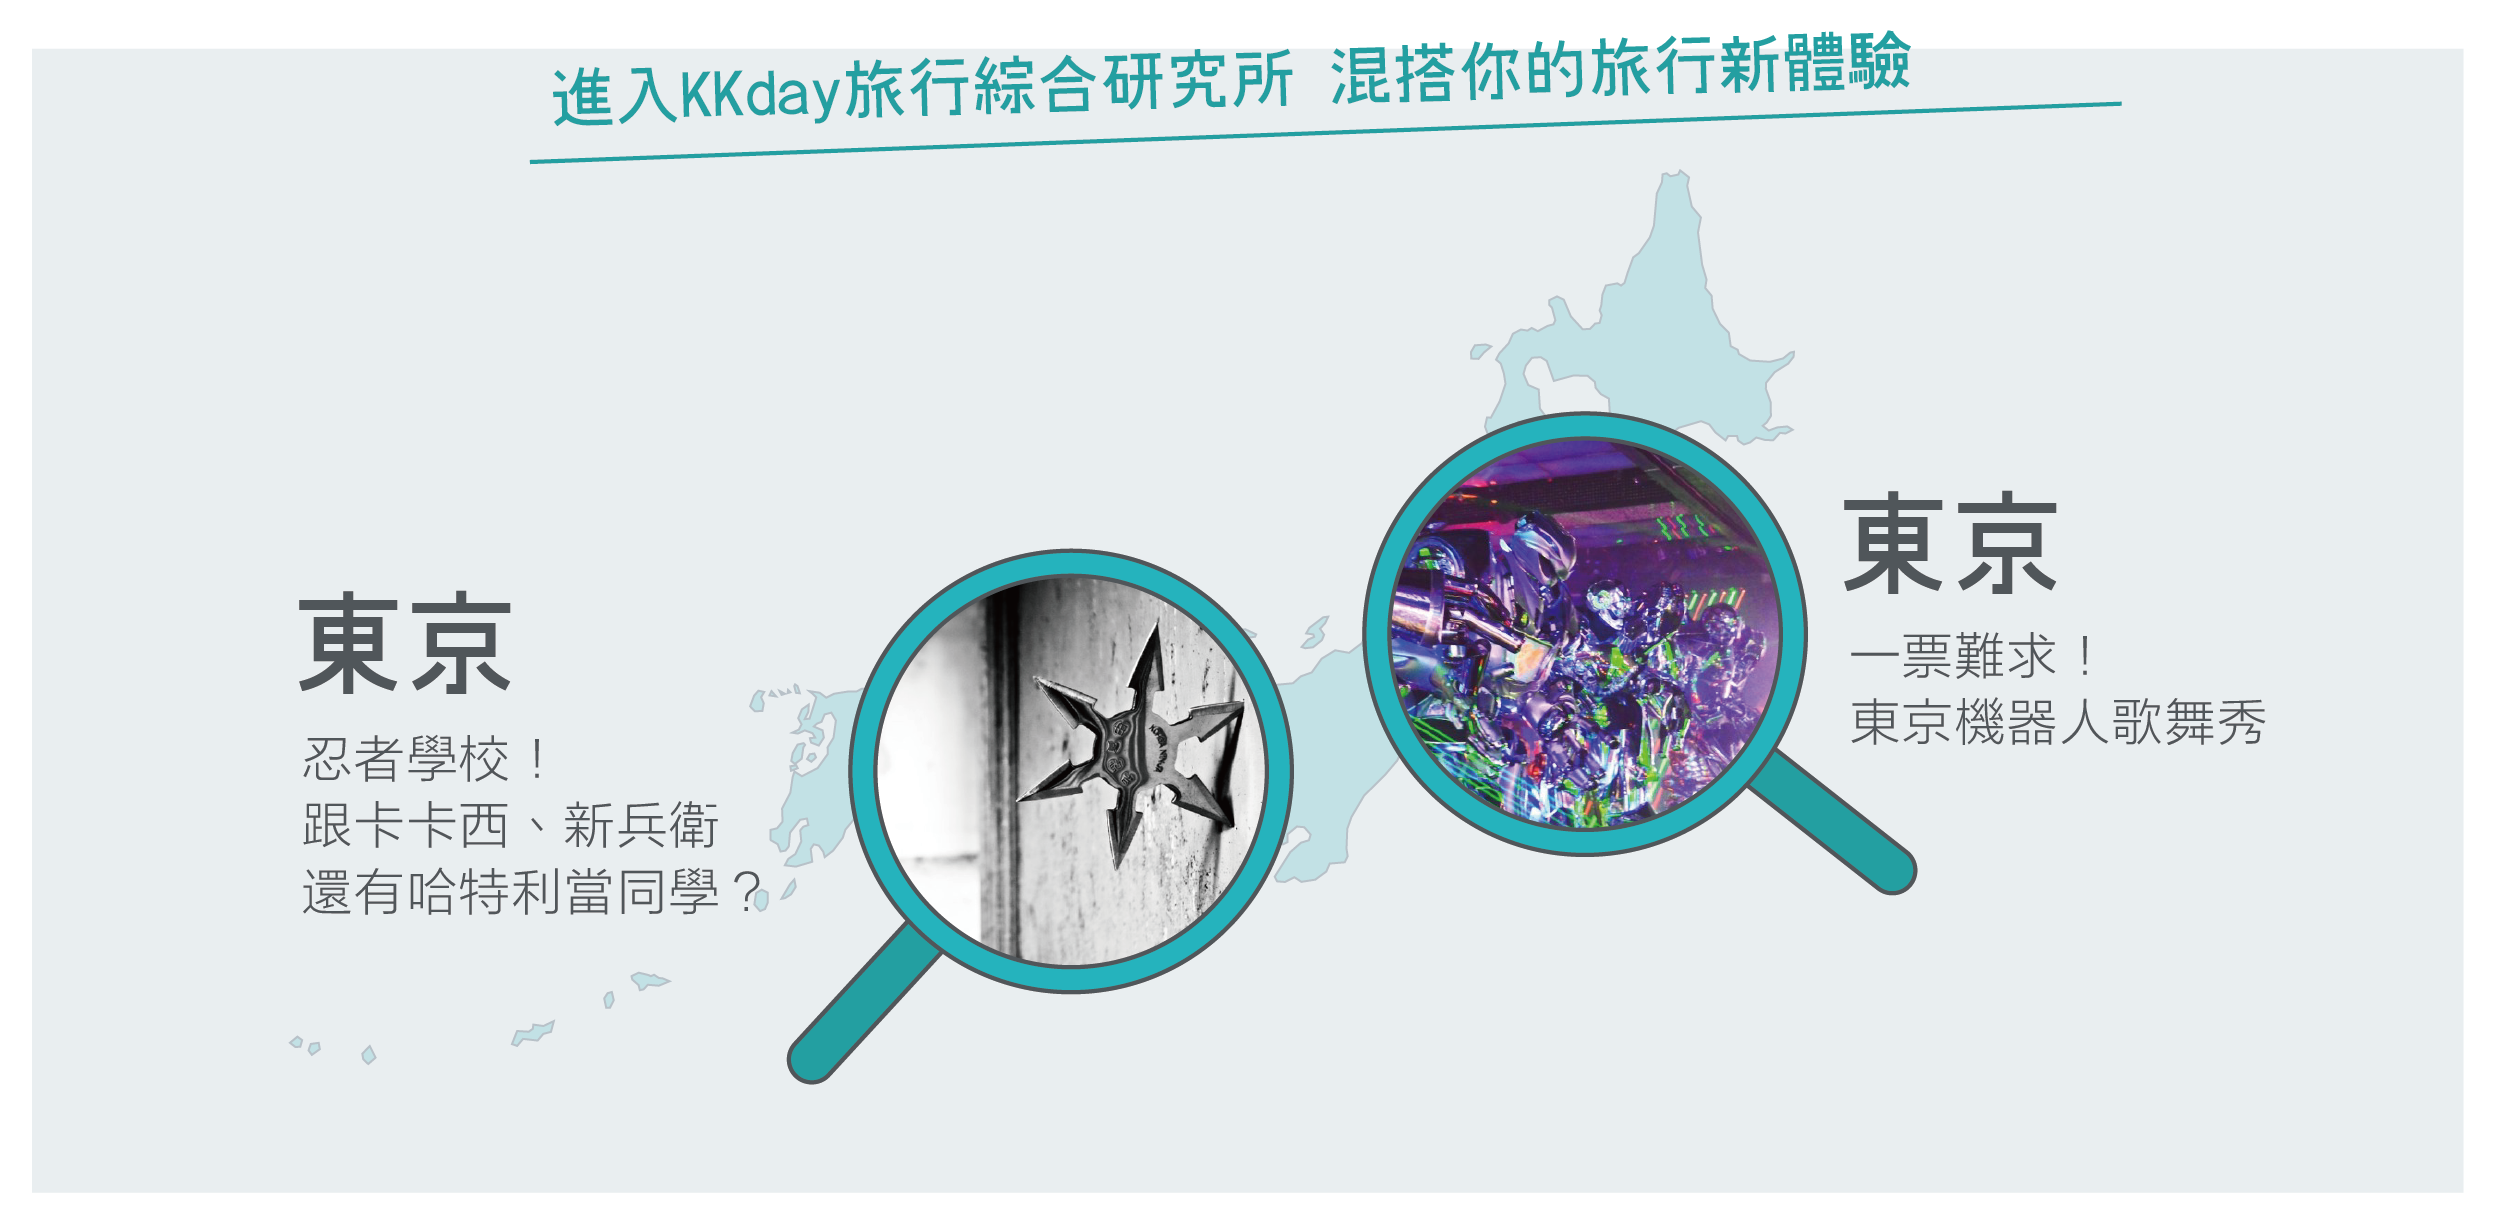 進入KKday旅行綜合研究所 混搭你的旅行新體驗
東京
忍者學校！
跟卡卡西、新兵衛
還有哈特利當同學？
東京
一票難求！
東京機器人歌舞秀